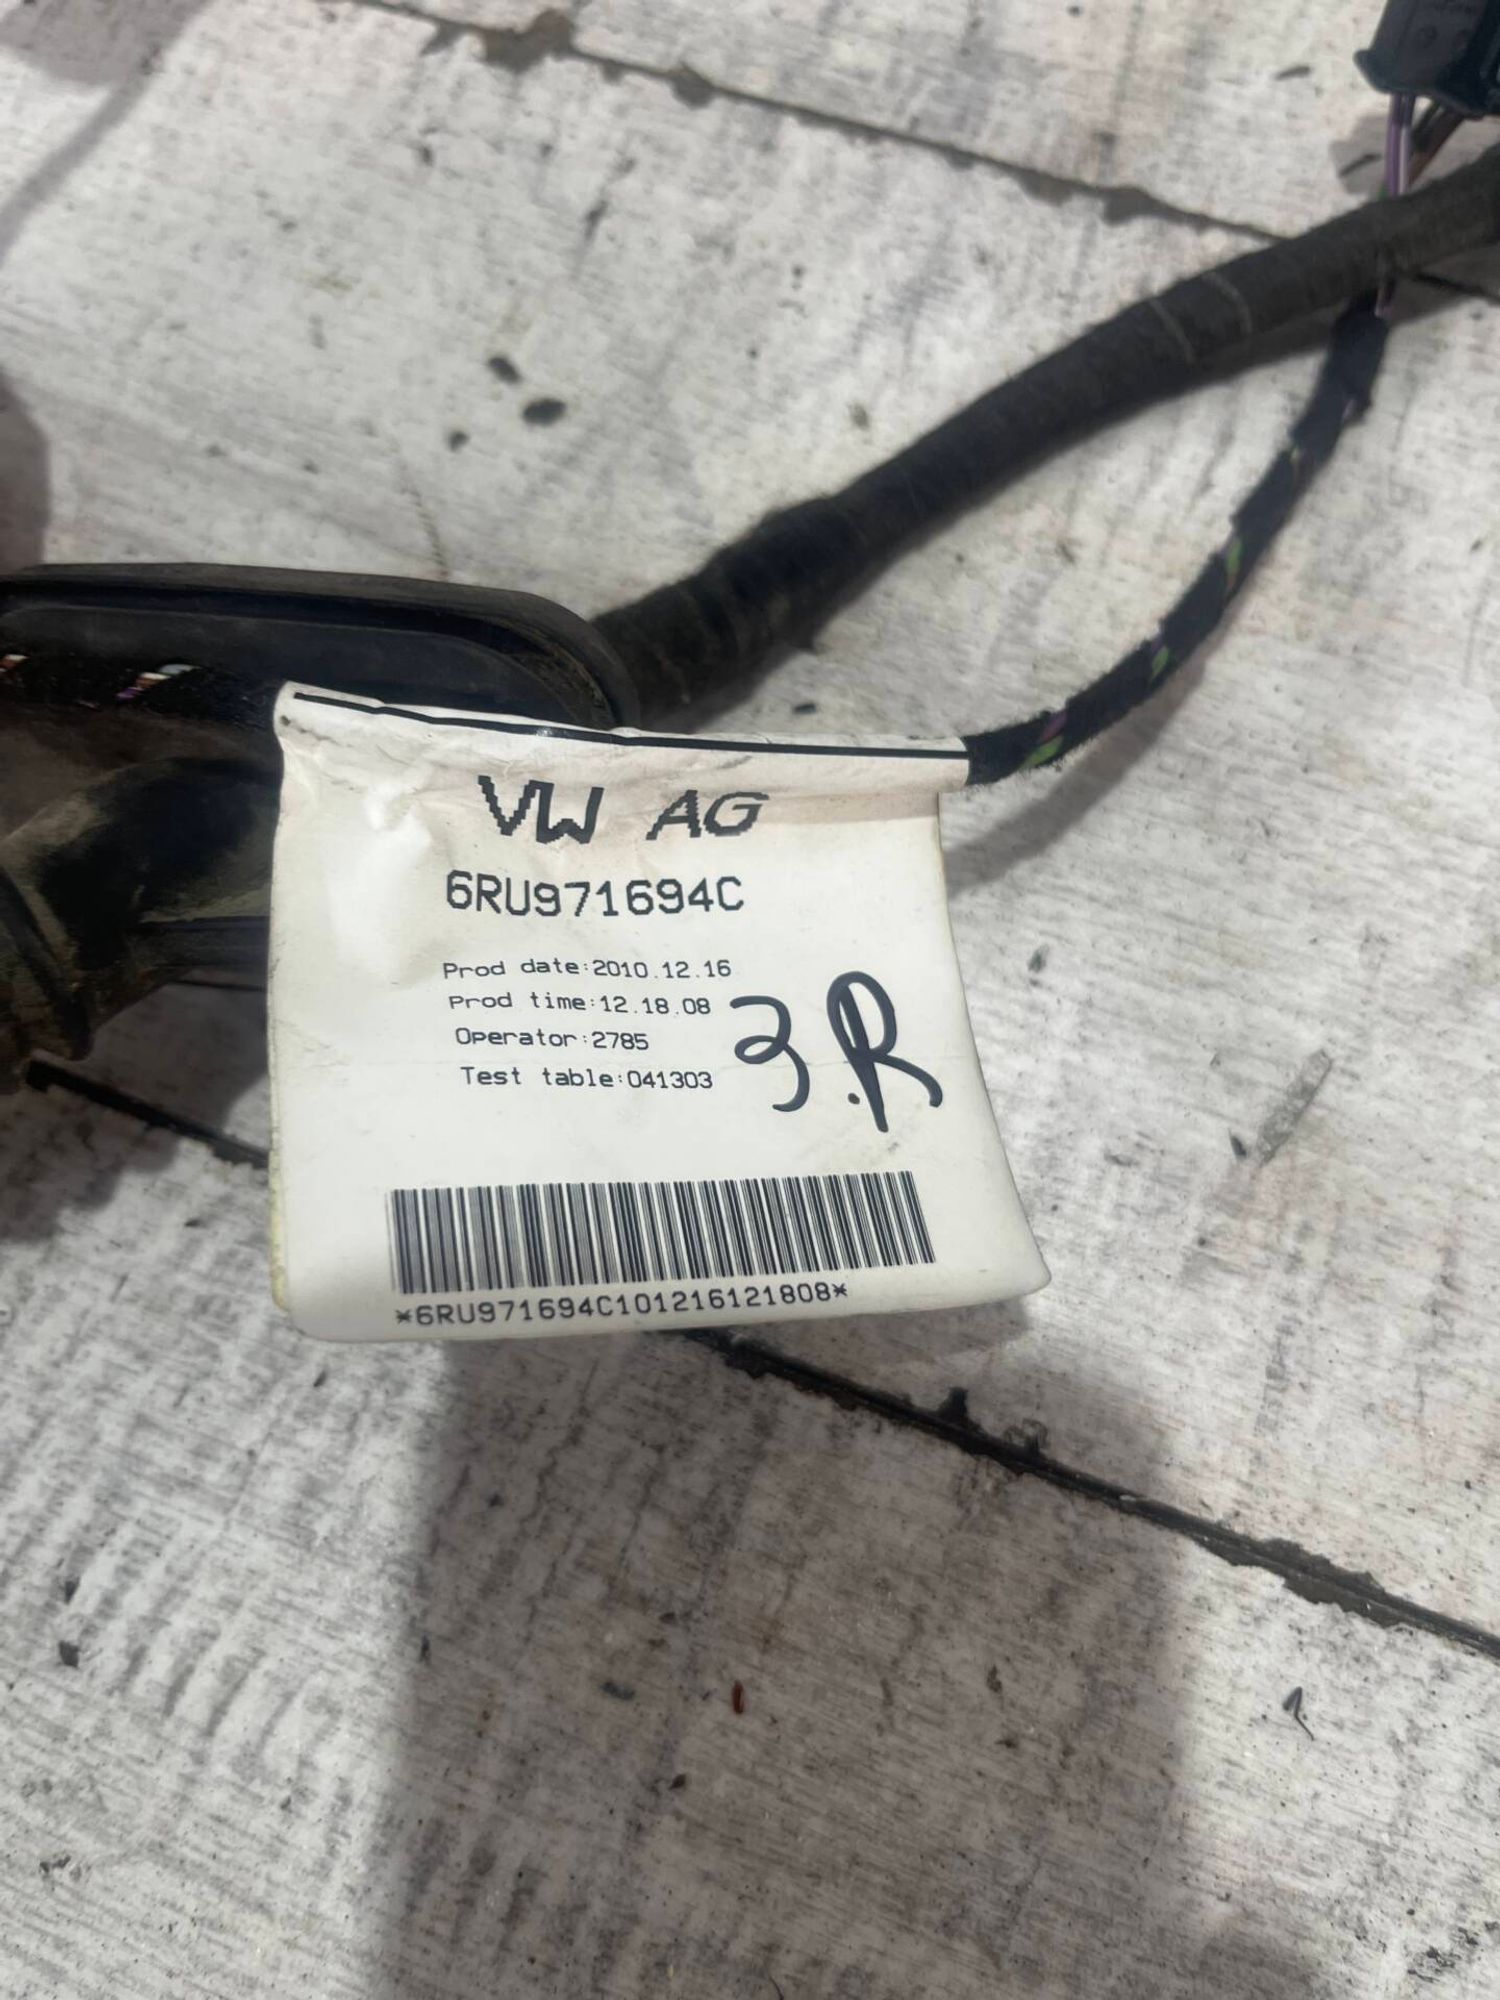 VW AG
6RU971694C
Prod date:2010.12.16
Prod time:12.18.08
Operator:2785
Test table:041303
3.R
*6RU971694C101216121808*